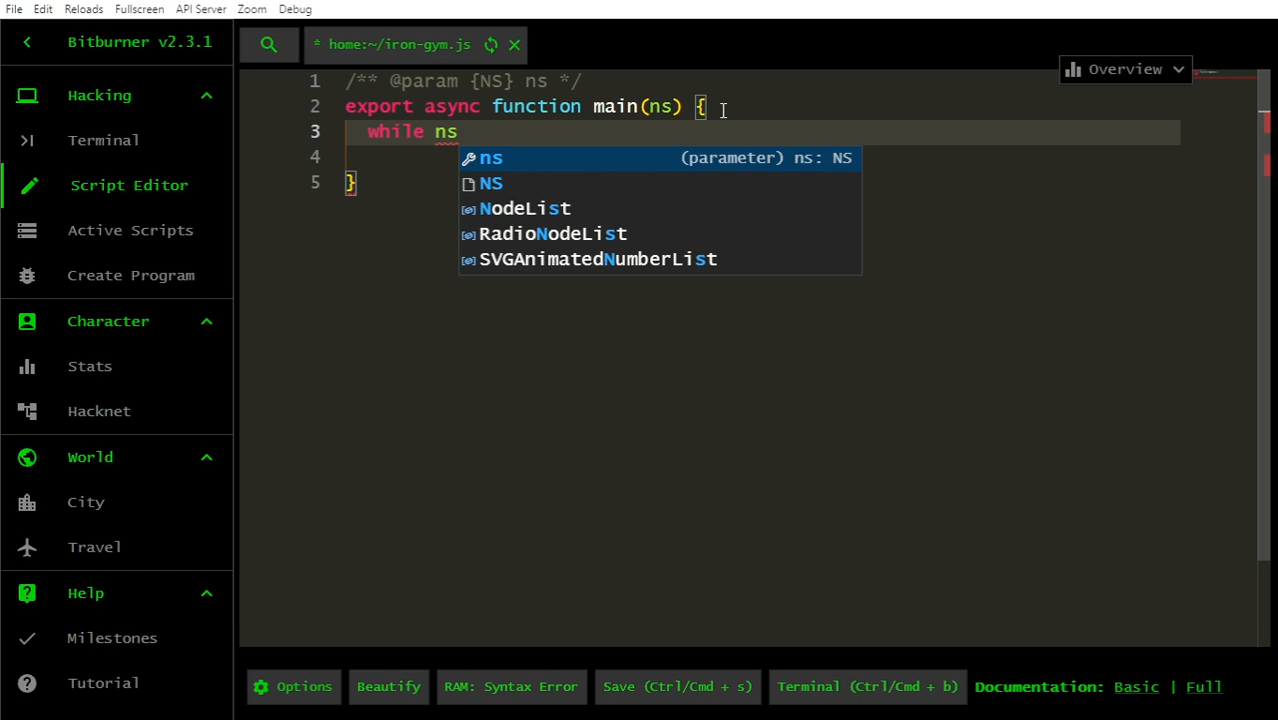 File Edit Reloads Fullscreen API Server Zoom Debug
Bitburner v2.3.1
* home:~/iron-gym.js
Overview
Hacking
Terminal
Script Editor
Active Scripts
Create Program
Character
Stats
Hacknet
World
City
Travel
Help
Milestones
Tutorial
1 /** @param {NS} ns */
2 export async function main(ns) {
3 while ns
4
5 }
ns (parameter) ns: NS
NS
NodeList
RadioNodeList
SVGAnimatedNumberList
Options Beautify RAM: Syntax Error Save (Ctrl/Cmd + s) Terminal (Ctrl/Cmd + b) Documentation: Basic | Full